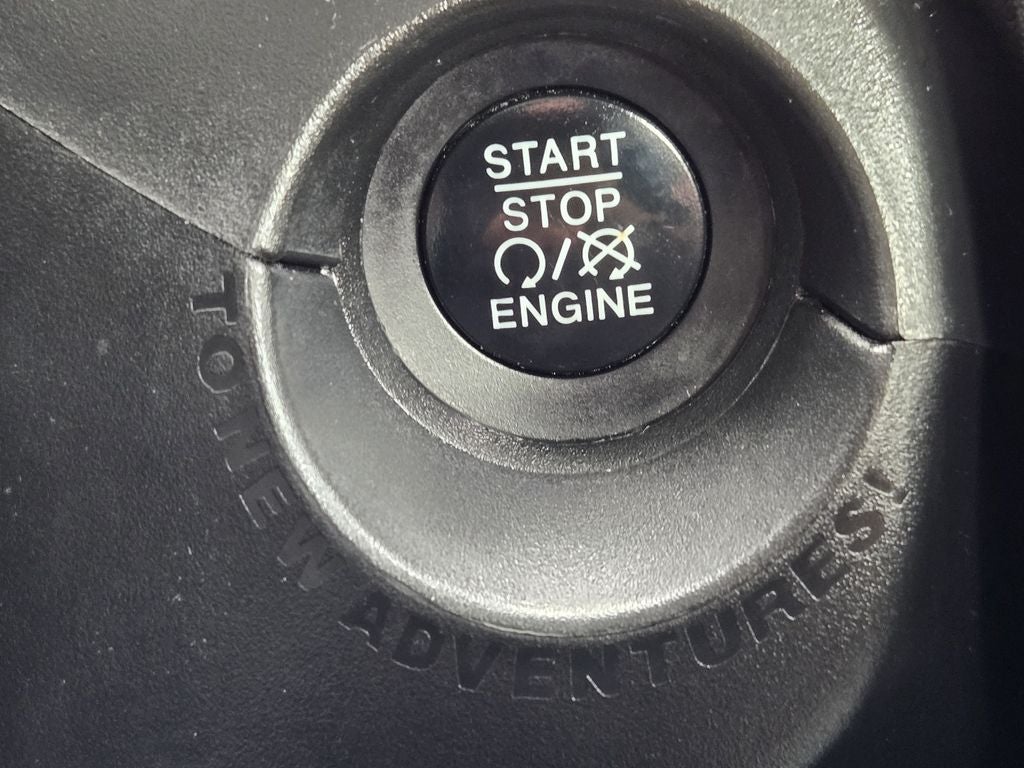 START
STOP
/
ENGINE
TO NEW ADVENTURES!